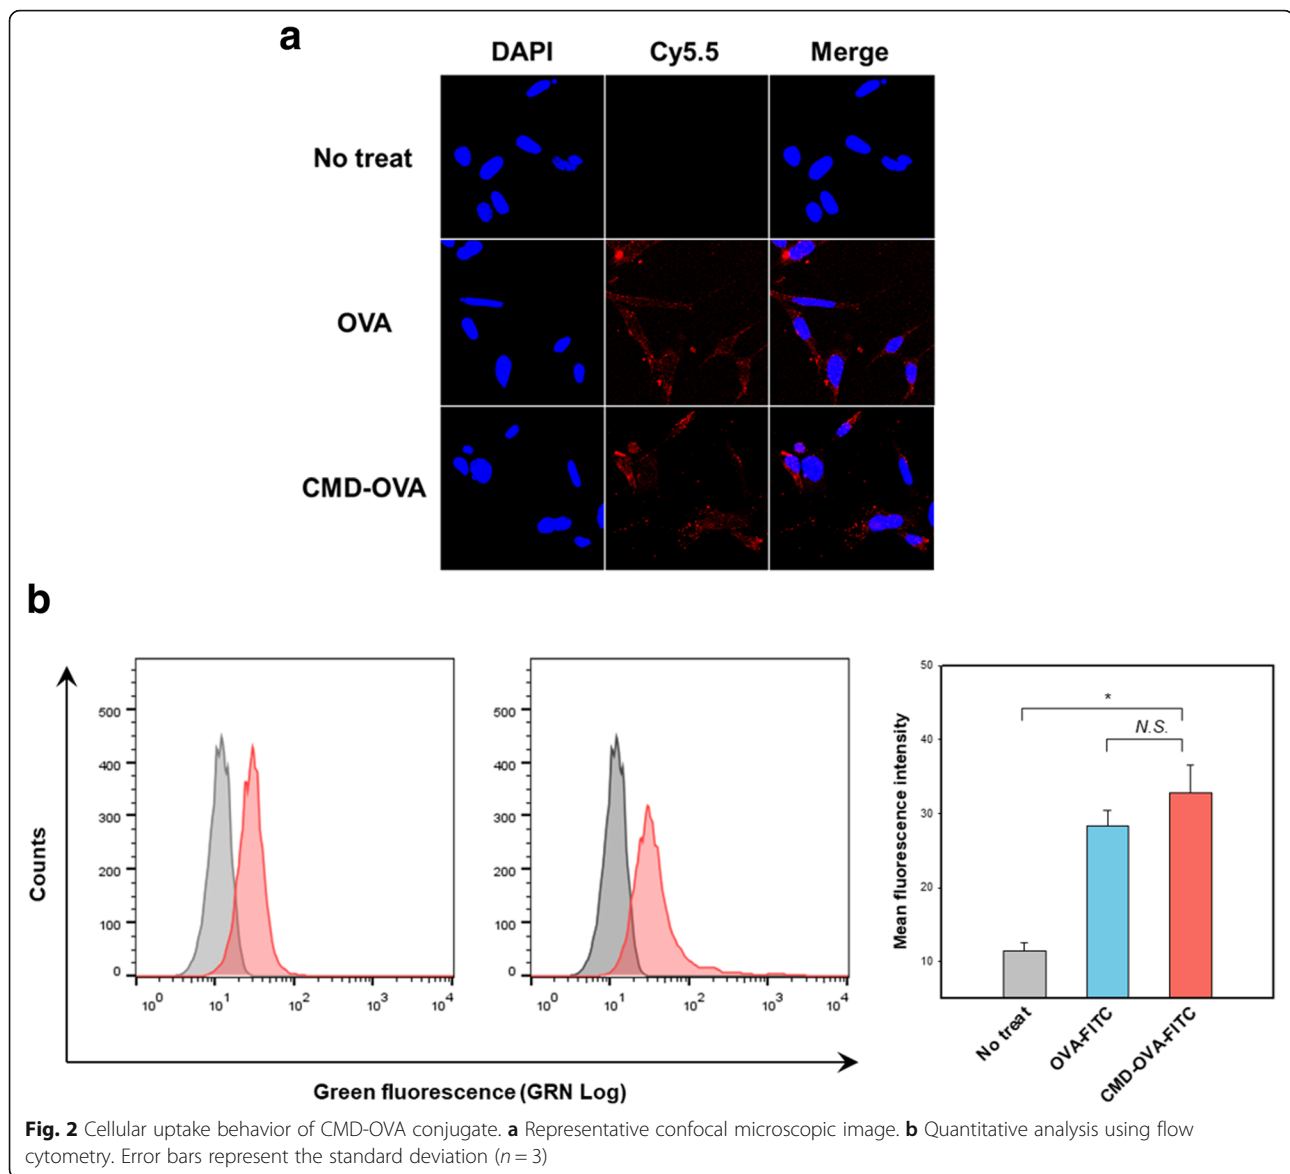 a
DAPI Cy5.5 Merge
No treat
OVA
CMD-OVA
b
Counts
500
400
300
200
100
0
10^0 10^1 10^2 10^3 10^4
500
400
300
200
100
0
10^0 10^1 10^2 10^3 10^4
Green fluorescence (GRN Log)
Mean fluorescence intensity
50
40
30
20
10
*
N.S.
No treat
OVA-FITC
CMD-OVA-FITC
Fig. 2 Cellular uptake behavior of CMD-OVA conjugate. a Representative confocal microscopic image. b Quantitative analysis using flow
cytometry. Error bars represent the standard deviation (n = 3)